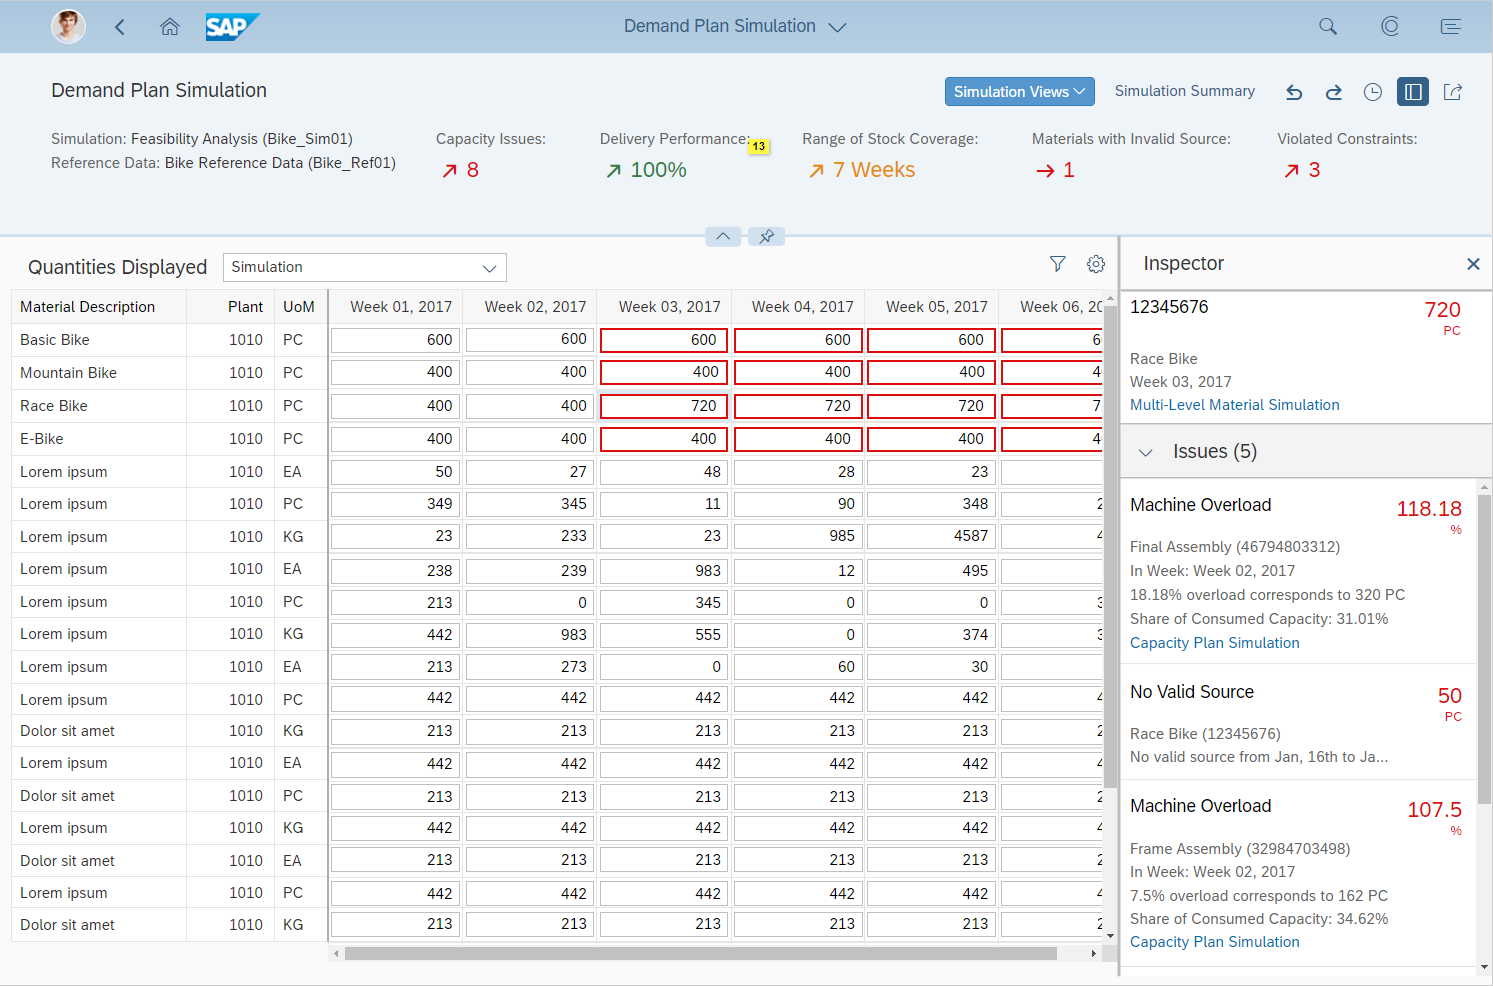 SAP
Demand Plan Simulation
Demand Plan Simulation
Simulation Views
Simulation Summary
Simulation: Feasibility Analysis (Bike_Sim01)
Reference Data: Bike Reference Data (Bike_Ref01)
Capacity Issues:
8
Delivery Performance:
13
100%
Range of Stock Coverage:
7 Weeks
Materials with Invalid Source:
1
Violated Constraints:
3
Quantities Displayed Simulation
Material Description Plant UoM Week 01, 2017 Week 02, 2017 Week 03, 2017 Week 04, 2017 Week 05, 2017 Week 06, 20
Basic Bike 1010 PC 600 600 600 600 600 6
Mountain Bike 1010 PC 400 400 400 400 400 4
Race Bike 1010 PC 400 400 720 720 720 7
E-Bike 1010 PC 400 400 400 400 400 4
Lorem ipsum 1010 EA 50 27 48 28 23
Lorem ipsum 1010 PC 349 345 11 90 348 2
Lorem ipsum 1010 KG 23 233 23 985 4587 4
Lorem ipsum 1010 EA 238 239 983 12 495
Lorem ipsum 1010 PC 213 0 345 0 0 3
Lorem ipsum 1010 KG 442 983 555 0 374 3
Lorem ipsum 1010 EA 213 273 0 60 30
Lorem ipsum 1010 PC 442 442 442 442 442 4
Dolor sit amet 1010 KG 213 213 213 213 213 2
Lorem ipsum 1010 EA 442 442 442 442 442 4
Dolor sit amet 1010 PC 213 213 213 213 213 2
Lorem ipsum 1010 KG 442 442 442 442 442 4
Dolor sit amet 1010 EA 213 213 213 213 213 2
Lorem ipsum 1010 PC 442 442 442 442 442 4
Dolor sit amet 1010 KG 213 213 213 213 213 2
Inspector
12345676 720
PC
Race Bike
Week 03, 2017
Multi-Level Material Simulation
Issues (5)
Machine Overload 118.18
%
Final Assembly (46794803312)
In Week: Week 02, 2017
18.18% overload corresponds to 320 PC
Share of Consumed Capacity: 31.01%
Capacity Plan Simulation
No Valid Source 50
PC
Race Bike (12345676)
No valid source from Jan, 16th to Ja...
Machine Overload 107.5
%
Frame Assembly (32984703498)
In Week: Week 02, 2017
7.5% overload corresponds to 162 PC
Share of Consumed Capacity: 34.62%
Capacity Plan Simulation